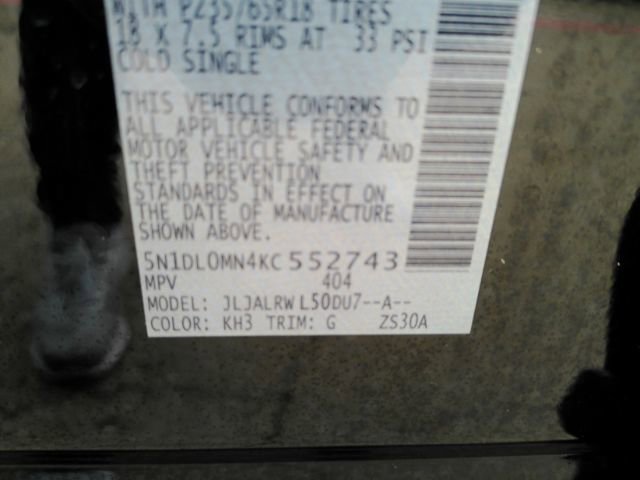 WITH P235/65R18 TIRES
18 X 7.5 RIMS AT 33 PSI
COLD SINGLE
THIS VEHICLE CONFORMS TO
ALL APPLICABLE FEDERAL
MOTOR VEHICLE SAFETY AND
THEFT PREVENTION
STANDARDS IN EFFECT ON
THE DATE OF MANUFACTURE
SHOWN ABOVE.
5N1DL0MN4KC552743
MPV 404
MODEL: JLJALRW L50DU7--A--
COLOR: KH3 TRIM: G ZS30A